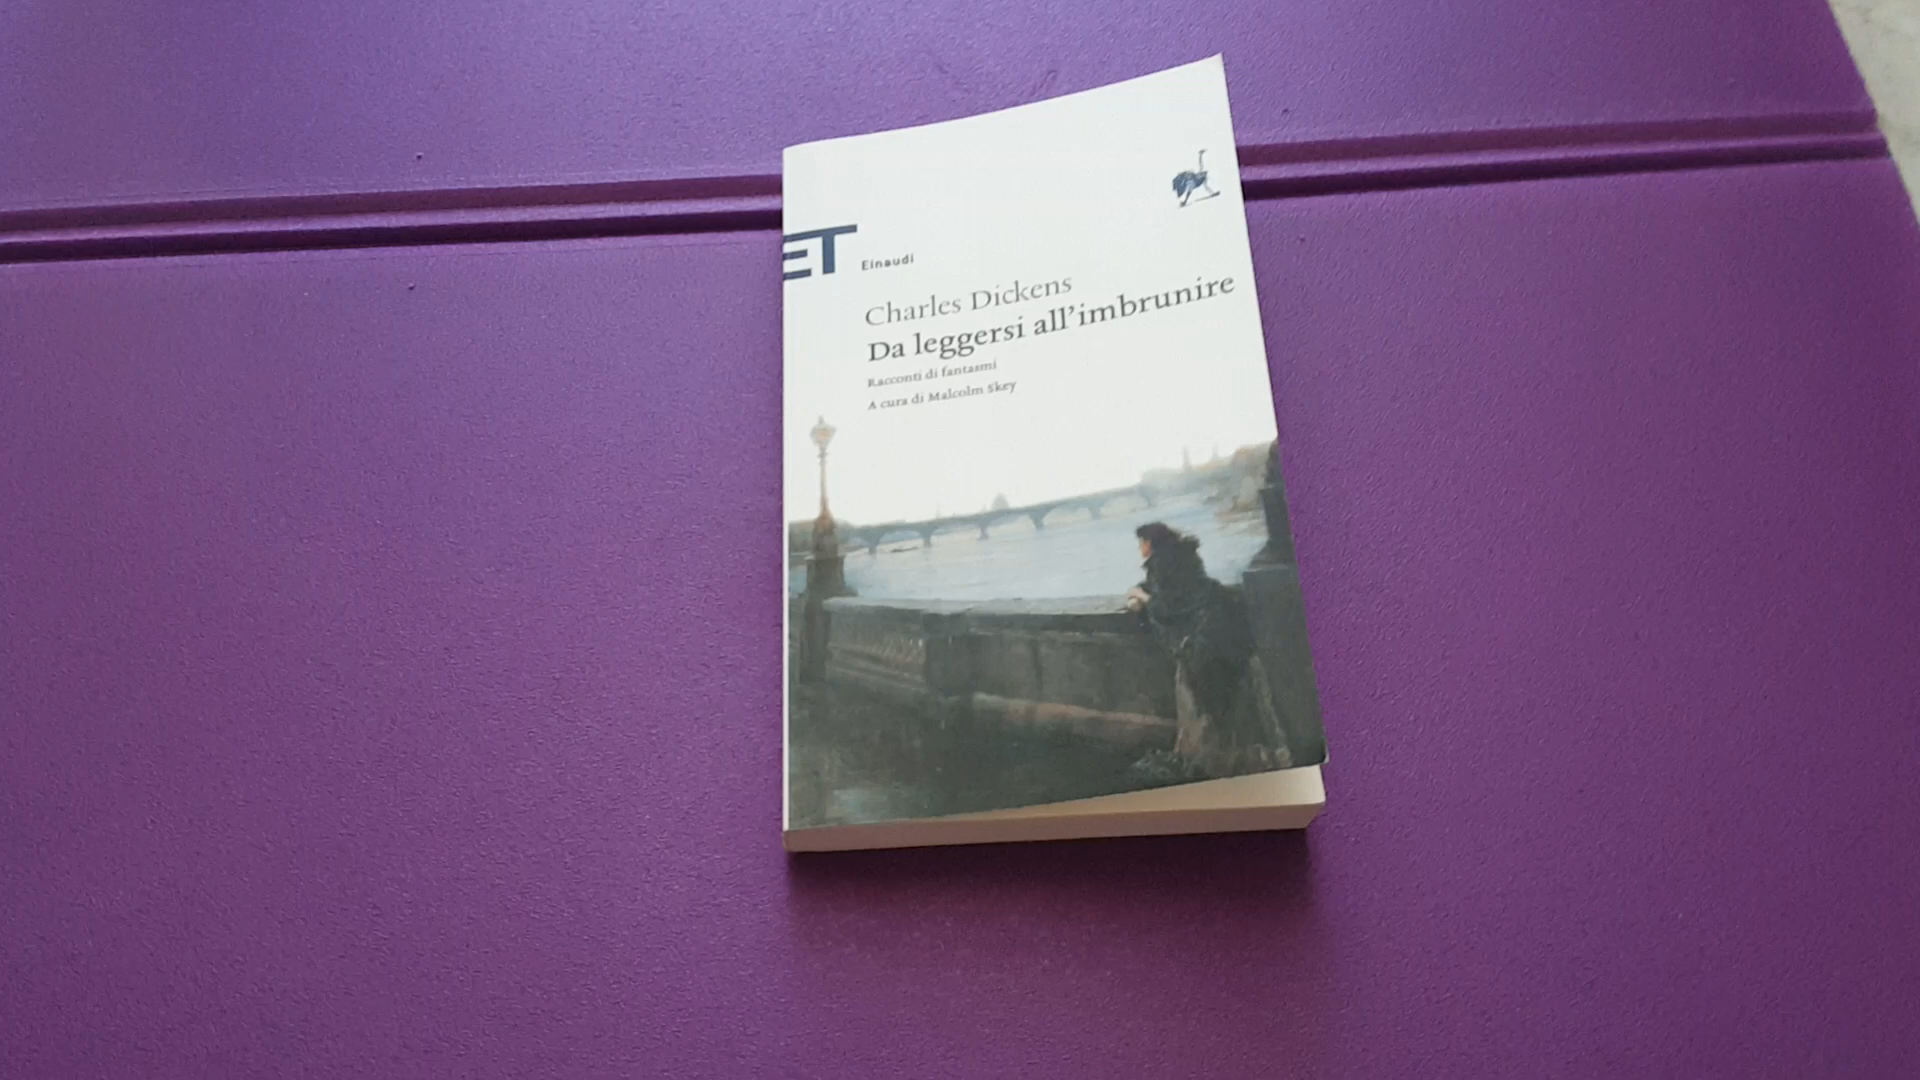 ET Einaudi
Charles Dickens
Da leggersi all’imbrunire
Racconti di fantasmi
A cura di Malcolm Skey